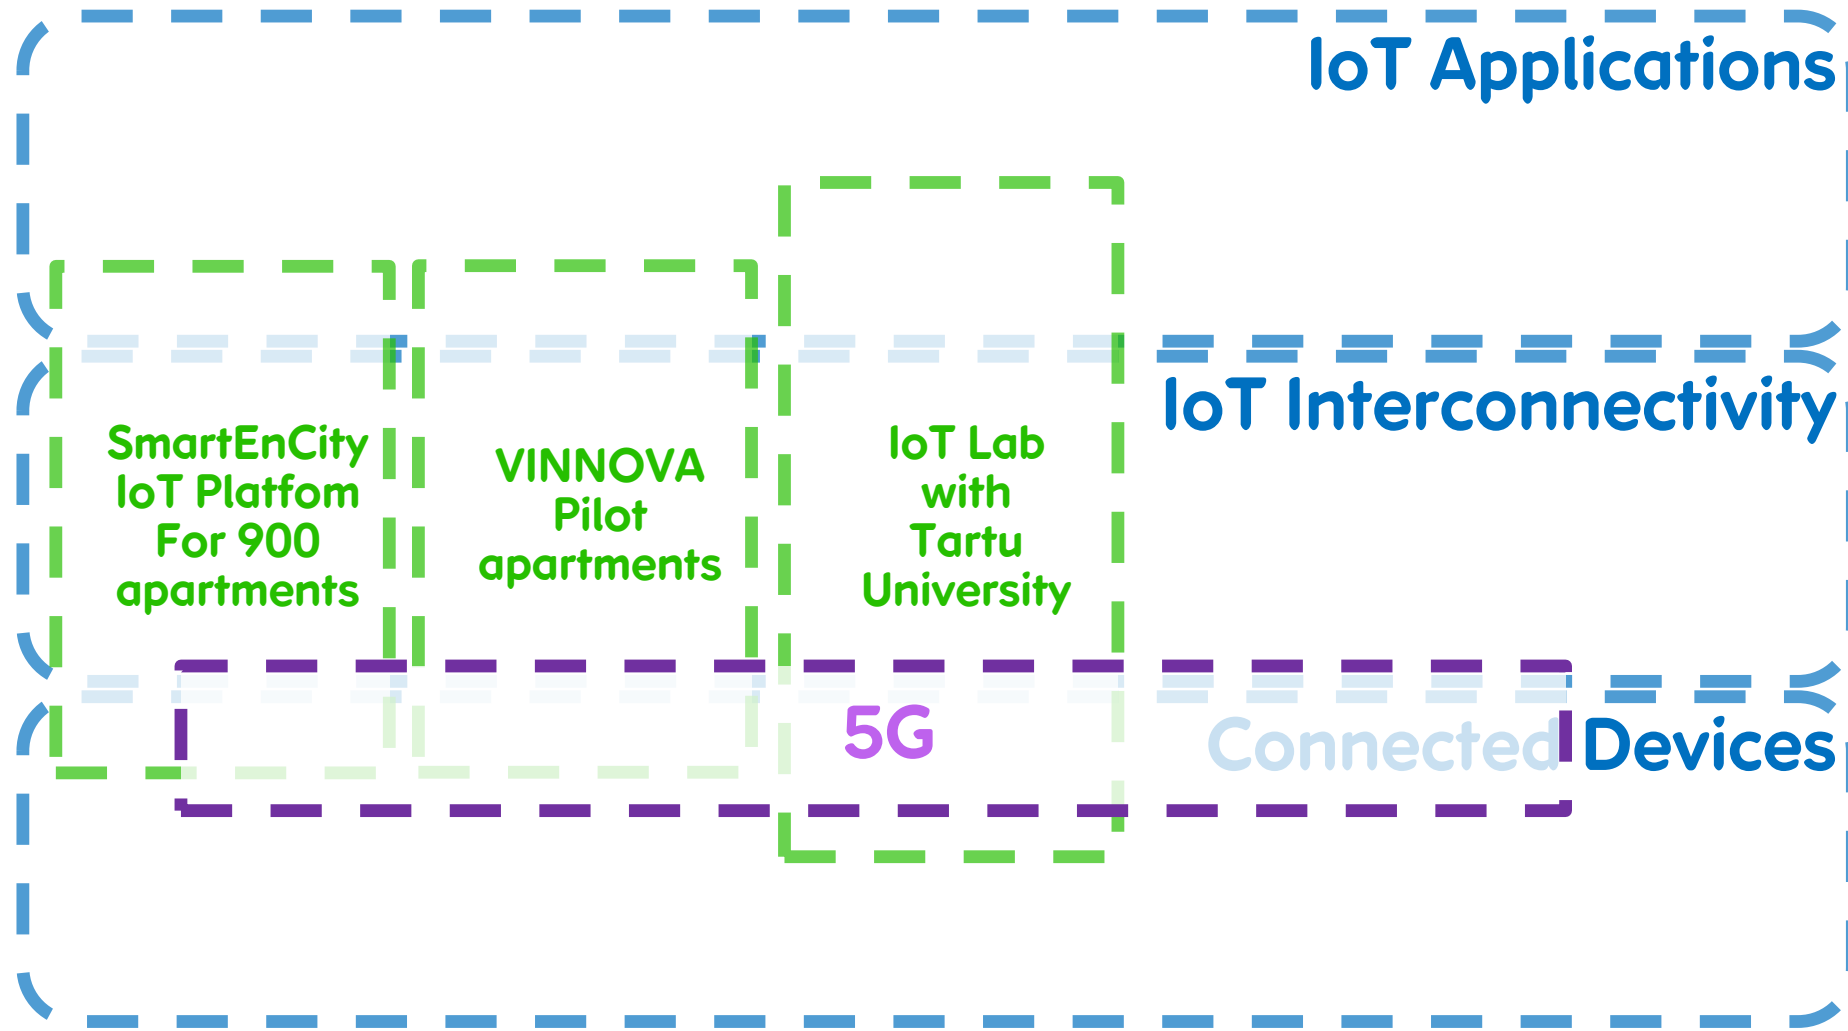 IoT Applications
IoT Interconnectivity
SmartEnCity
IoT Platfom
For 900
apartments
VINNOVA
Pilot
apartments
IoT Lab
with
Tartu
University
5G
Connected Devices